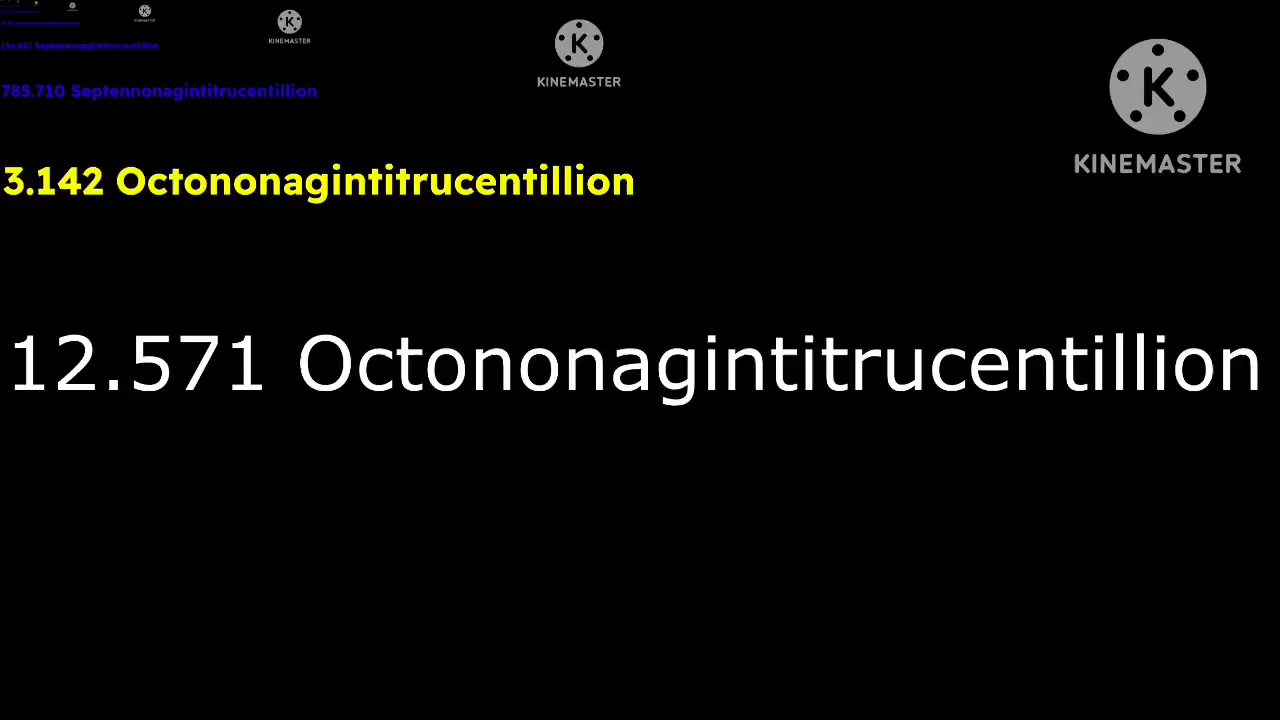 KINEMASTER
KINEMASTER
KINEMASTER
785.710 Septennonagintitrucentillion
3.142 Octononagintitrucentillion
12.571 Octononagintitrucentillion